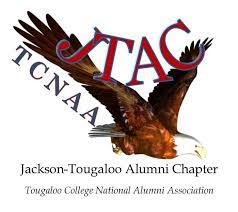 JTAC
TCNAA
Jackson-Tougaloo Alumni Chapter
Tougaloo College National Alumni Association